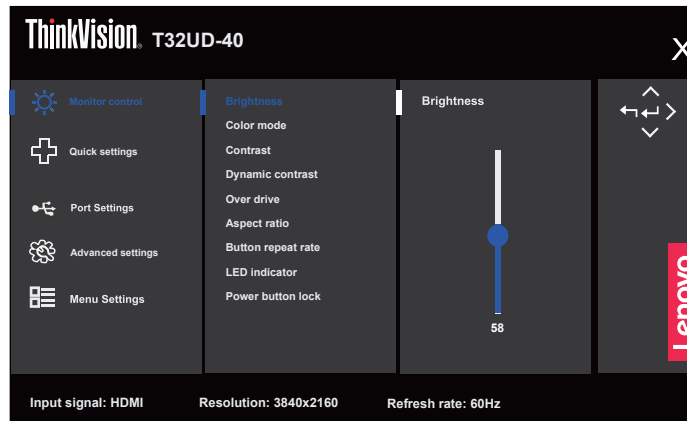 ThinkVision. T32UD-40
X
Monitor control
Quick settings
Port Settings
Advanced settings
Menu Settings
Brightness
Color mode
Contrast
Dynamic contrast
Over drive
Aspect ratio
Button repeat rate
LED indicator
Power button lock
Brightness
58
Lenovo
Input signal: HDMI Resolution: 3840x2160 Refresh rate: 60Hz